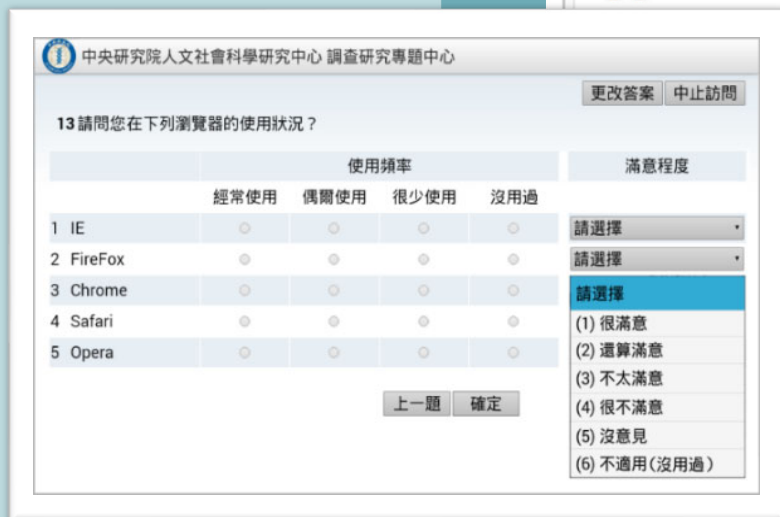 中央研究院人文社會科學研究中心 調查研究專題中心
更改答案 中止訪問
13 請問您在下列瀏覽器的使用狀況？
使用頻率 滿意程度
經常使用 偶爾使用 很少使用 沒用過
1 IE 請選擇
2 FireFox 請選擇
3 Chrome 請選擇
4 Safari (1) 很滿意
5 Opera (2) 還算滿意
(3) 不太滿意
上一題 確定 (4) 很不滿意
(5) 沒意見
(6) 不適用(沒用過)